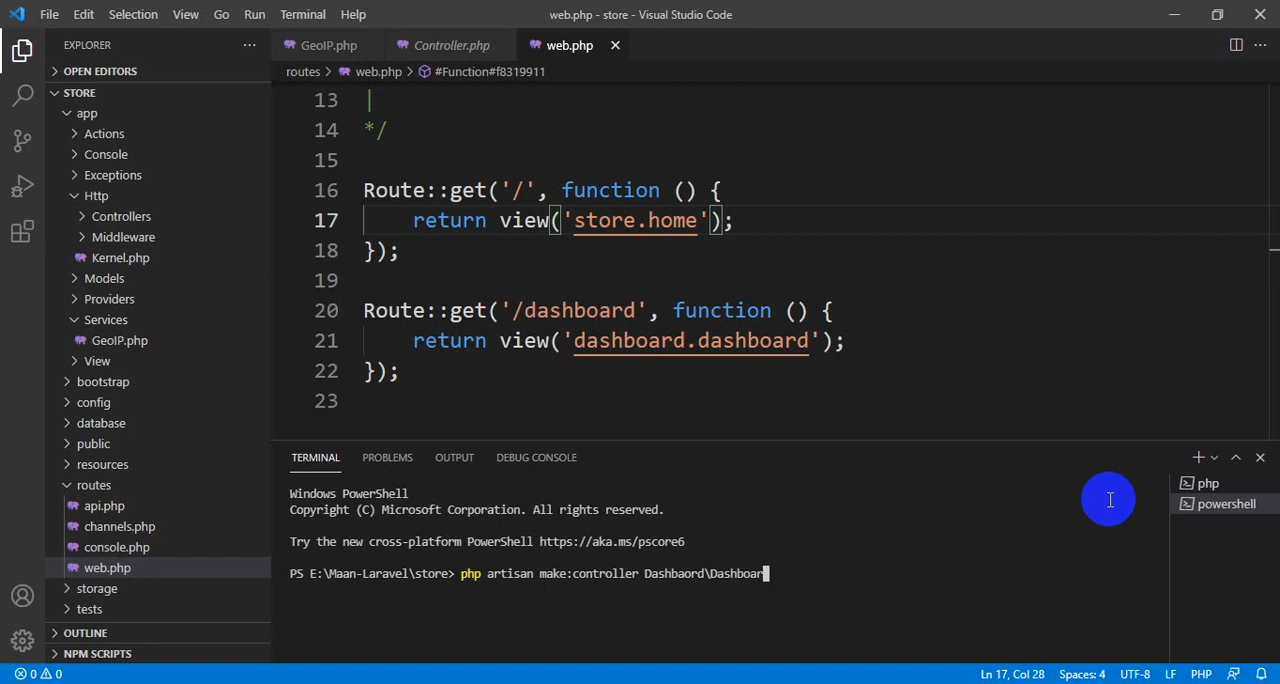 File Edit Selection View Go Run Terminal Help web.php - store - Visual Studio Code
EXPLORER
GeoIP.php Controller.php web.php
OPEN EDITORS
routes > web.php > #Function#f8319911
STORE
app
Actions
Console
Exceptions
Http
Controllers
Middleware
Kernel.php
Models
Providers
Services
GeoIP.php
View
bootstrap
config
database
public
resources
routes
api.php
channels.php
console.php
web.php
storage
tests
OUTLINE
NPM SCRIPTS
13 |
14 */
15
16 Route::get('/', function () {
17 return view('store.home');
18 });
19
20 Route::get('/dashboard', function () {
21 return view('dashboard.dashboard');
22 });
23
TERMINAL PROBLEMS OUTPUT DEBUG CONSOLE
php
powershell
Windows PowerShell
Copyright (C) Microsoft Corporation. All rights reserved.
Try the new cross-platform PowerShell https://aka.ms/pscore6
PS E:\Maan-Laravel\store> php artisan make:controller Dashbaord\Dashboar
0 0 Ln 17, Col 28 Spaces: 4 UTF-8 LF PHP